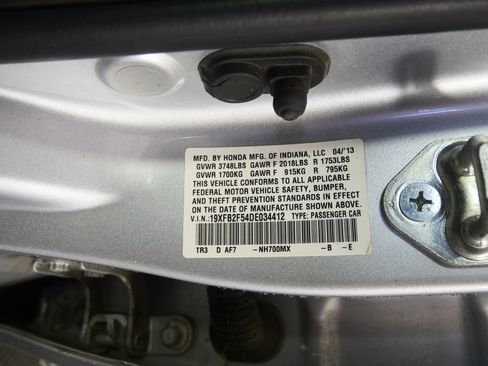 MFD. BY HONDA MFG. OF INDIANA, LLC 04/'13
GVWR 3748LBS GAWR F 2018LBS R 1753LBS
GVWR 1700KG GAWR F 915KG R 795KG
THIS VEHICLE CONFORMS TO ALL APPLICABLE
FEDERAL MOTOR VEHICLE SAFETY, BUMPER,
AND THEFT PREVENTION STANDARDS IN EFFECT
ON THE DATE OF MANUFACTURE SHOWN ABOVE.
V.I.N.:19XFB2F54DE034412 TYPE: PASSENGER CAR
TR3 D AF7 -NH700MX -B -E